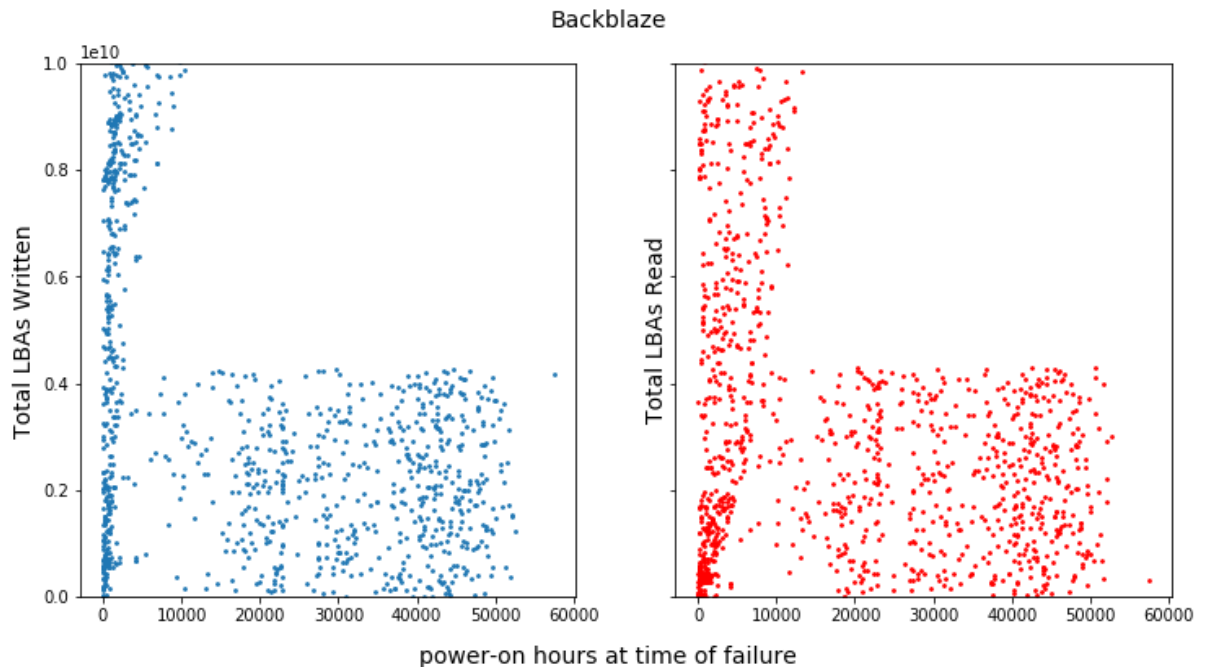 Backblaze
1e10
1.0
0.8
0.6
0.4
0.2
0.0
Total LBAs Written
0 10000 20000 30000 40000 50000 60000
Total LBAs Read
0 10000 20000 30000 40000 50000 60000
power-on hours at time of failure